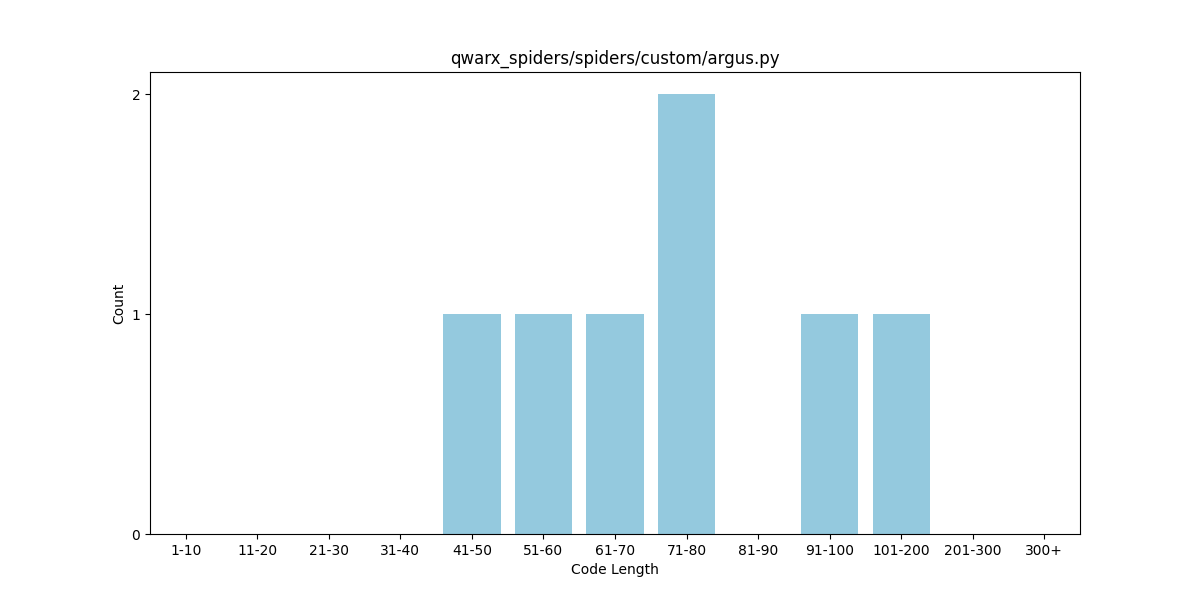 qwarx_spiders/spiders/custom/argus.py
Count
2
1
0
1-10 11-20 21-30 31-40 41-50 51-60 61-70 71-80 81-90 91-100 101-200 201-300 300+
Code Length